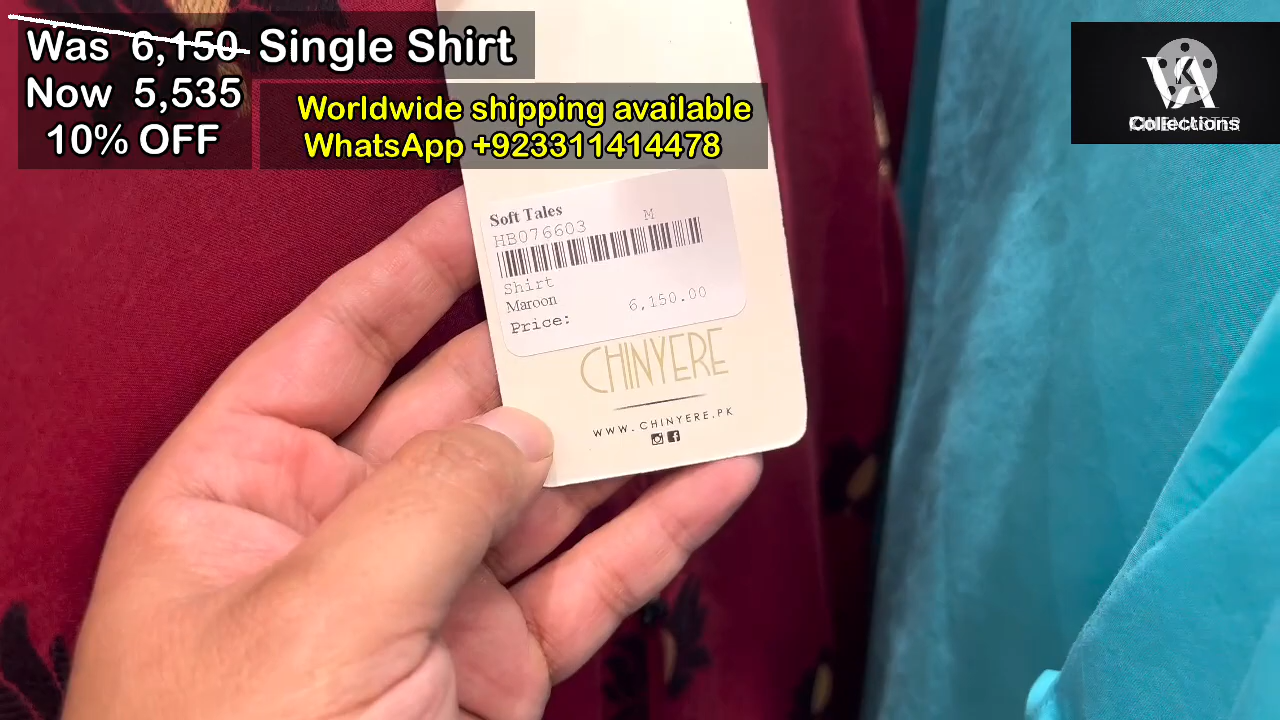 Was 6,150 Single Shirt
Now 5,535
10% OFF
Worldwide shipping available
WhatsApp +923311414478
Collections
Soft Tales
HB076603 M
Shirt
Maroon
Price: 6,150.00
CHINYERE
WWW.CHINYERE.PK